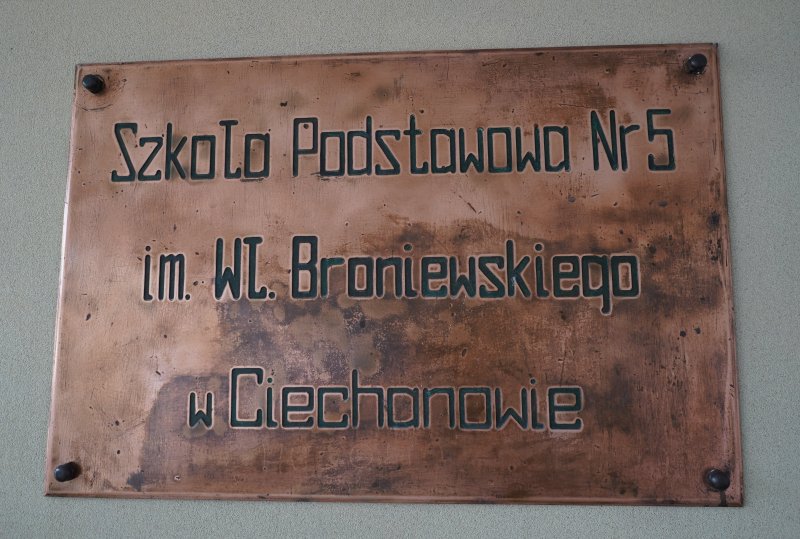 Szkoła Podstawowa Nr 5
im. Wł. Broniewskiego
w Ciechanowie